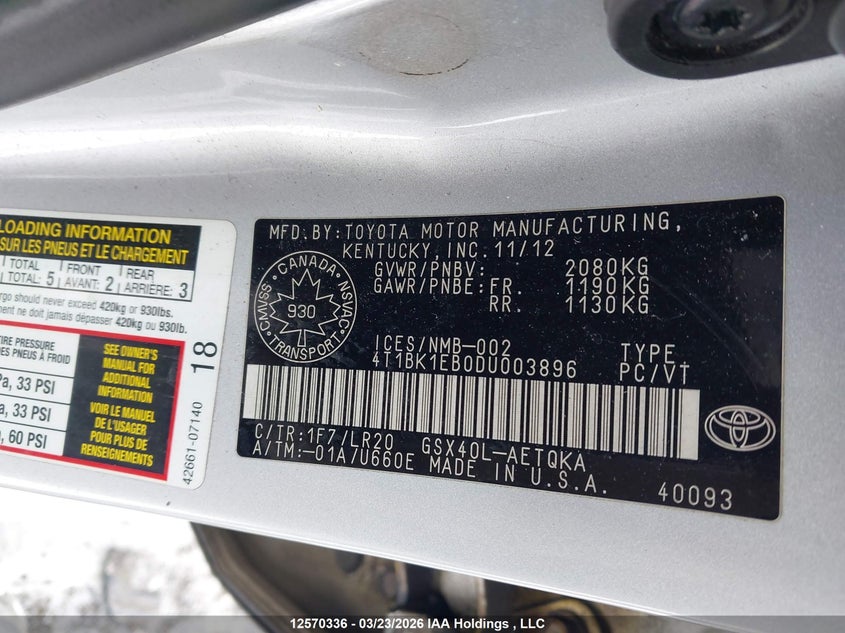 LOADING INFORMATION
SUR LES PNEUS ET LE CHARGEMENT
TOTAL FRONT REAR
TOTAL: 5 AVANT: 2 ARRIÈRE: 3
should never exceed 420kg or 930lbs.
ne doit jamais dépasser 420kg ou 930lb.
TIRE PRESSURE
DES PNEUS À FROID
33 PSI
33 PSI
60 PSI
SEE OWNER'S
MANUAL FOR
ADDITIONAL
INFORMATION
VOIR LE MANUEL
DE L'USAGER
POUR PLUS DE
RENSEIGNEMENTS
42661-07140 18
MFD.BY:TOYOTA MOTOR MANUFACTURING,
KENTUCKY,INC.11/12
GVWR/PNBV: 2080KG
GAWR/PNBE:FR. 1190KG
RR. 1130KG
CANADA
CMVSS 930 NSVAC
TRANSPORT
ICES/NMB-002
4T1BK1EB0DU003896 TYPE
PC/VT
C/TR:1F7/LR20 GSX40L-AETQKA
A/TM:-01A/U660E MADE IN U.S.A.
40093
12570336 - 03/23/2026 IAA Holdings , LLC